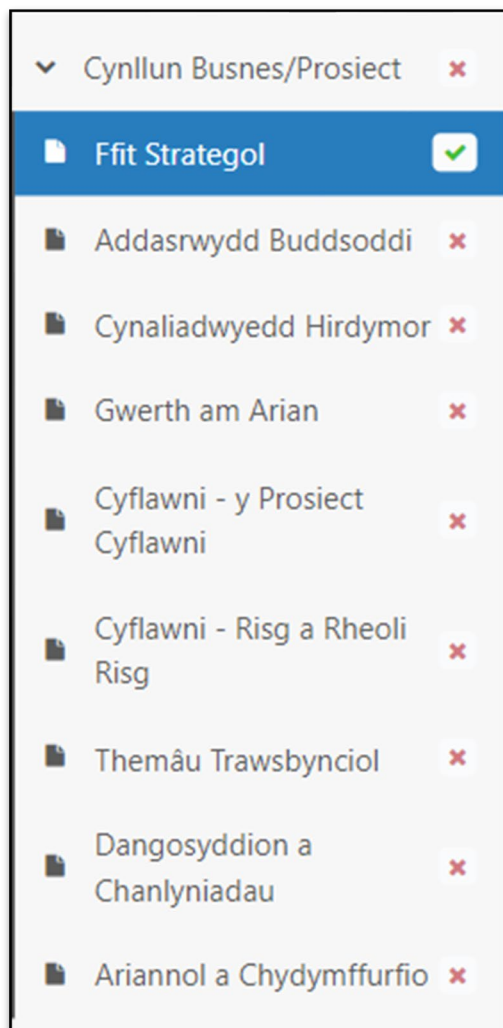 Cynllun Busnes/Prosiect
Ffit Strategol
Addasrwydd Buddsoddi
Cynaliadwyedd Hirdymor
Gwerth am Arian
Cyflawni - y Prosiect
Cyflawni
Cyflawni - Risg a Rheoli
Risg
Themâu Trawsbynciol
Dangosyddion a
Chanlyniadau
Ariannol a Chydymffurfio